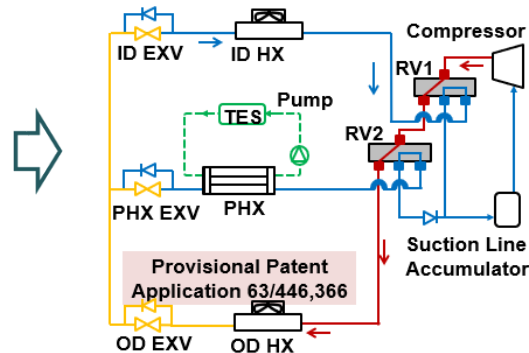 Compressor
ID EXV
ID HX
RV1
Pump
TES
RV2
PHX EXV
PHX
Suction Line
Accumulator
Provisional Patent
Application 63/446,366
OD EXV
OD HX